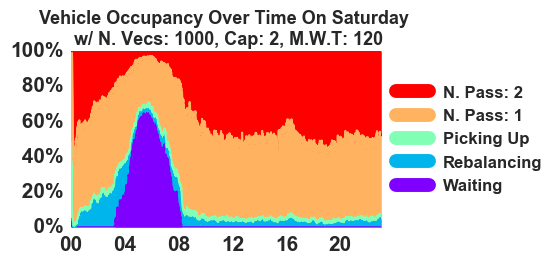 Vehicle Occupancy Over Time On Saturday
w/ N. Vecs: 1000, Cap: 2, M.W.T: 120
100%
80%
60%
40%
20%
0%
00 04 08 12 16 20
N. Pass: 2
N. Pass: 1
Picking Up
Rebalancing
Waiting